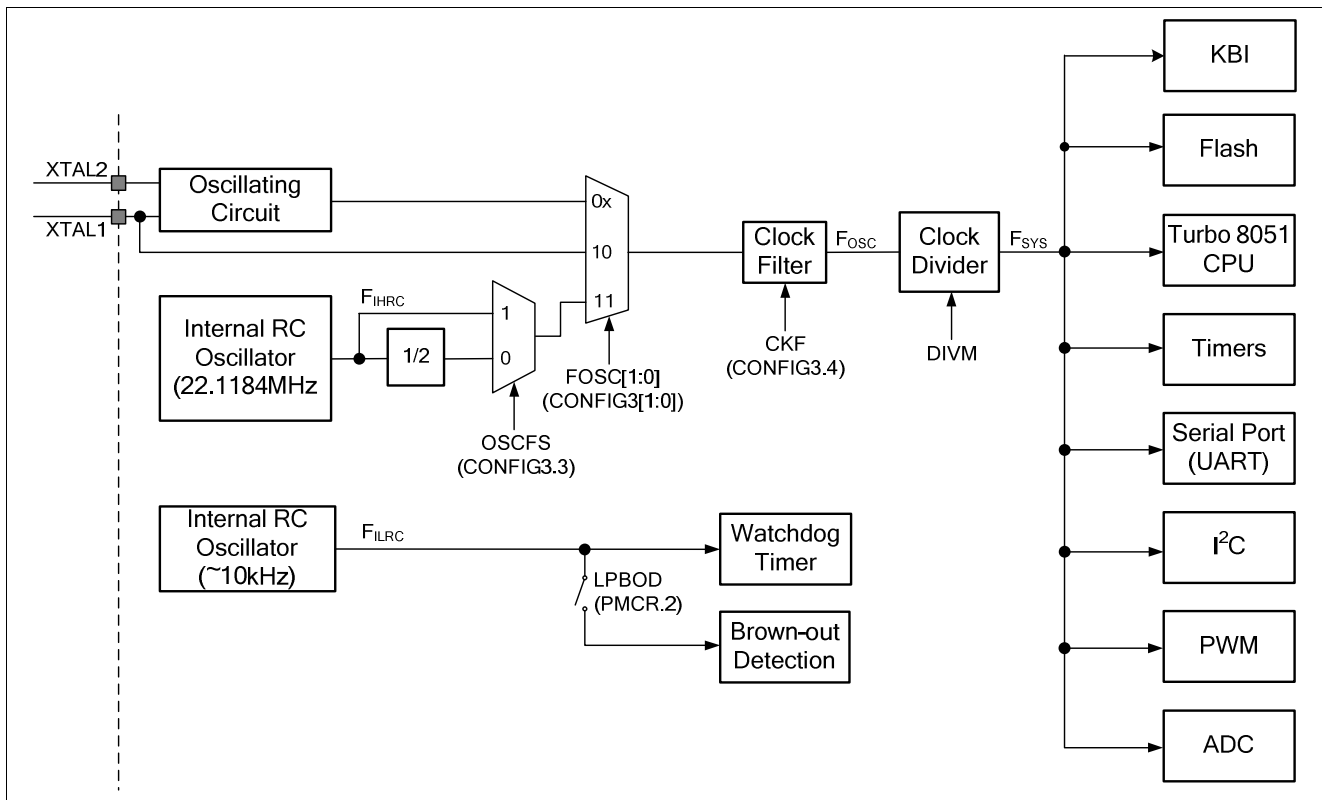 KBI
Flash
XTAL2
XTAL1
Oscillating
Circuit
0x
10
11
Clock
Filter
FOSC
Clock
Divider
FSYS
Turbo 8051
CPU
FIHRC
Internal RC
Oscillator
(22.1184MHz
1/2
1
0
CKF
(CONFIG3.4)
DIVM
Timers
FOSC[1:0]
(CONFIG3[1:0])
OSCFS
(CONFIG3.3)
Serial Port
(UART)
Internal RC
Oscillator
(~10kHz)
FILRC
Watchdog
Timer
I²C
LPBOD
(PMCR.2)
Brown-out
Detection
PWM
ADC